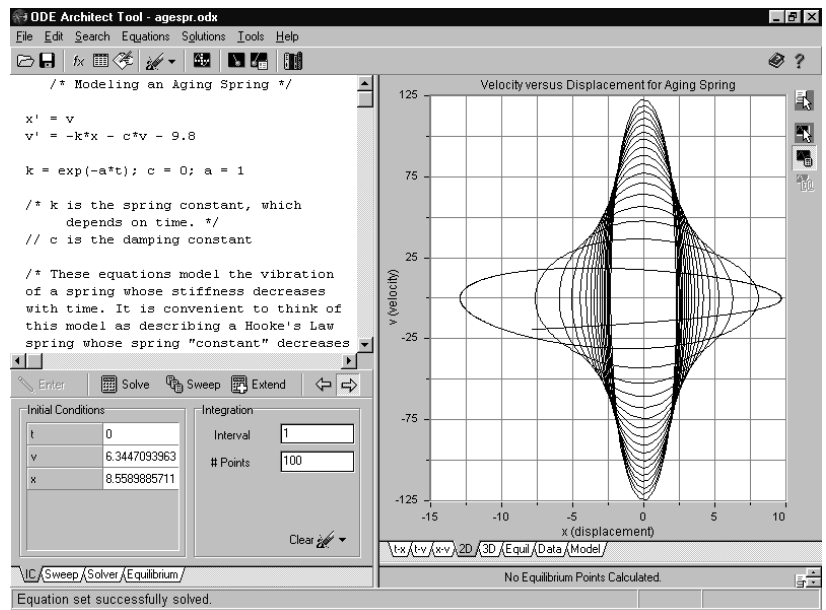 ODE Architect Tool - agespr.odx
File Edit Search Equations Solutions Tools Help
/* Modeling an Aging Spring */
x' = v
v' = -k*x - c*v - 9.8
k = exp(-a*t); c = 0; a = 1
/* k is the spring constant, which
depends on time. */
// c is the damping constant
/* These equations model the vibration
of a spring whose stiffness decreases
with time. It is convenient to think of
this model as describing a Hooke's Law
spring whose spring "constant" decreases
Enter Solve Sweep Extend
Initial Conditions
t 0
v 6.3447093963
x 8.5589885711
Integration
Interval 1
# Points 100
Clear
IC Sweep Solver Equilibrium
Equation set successfully solved.
Velocity versus Displacement for Aging Spring
125
75
25
-25
-75
-125
v (velocity)
-15 -10 -5 0 5 10
x (displacement)
t-x t-v x-v 2D 3D Equil Data Model
No Equilibrium Points Calculated.